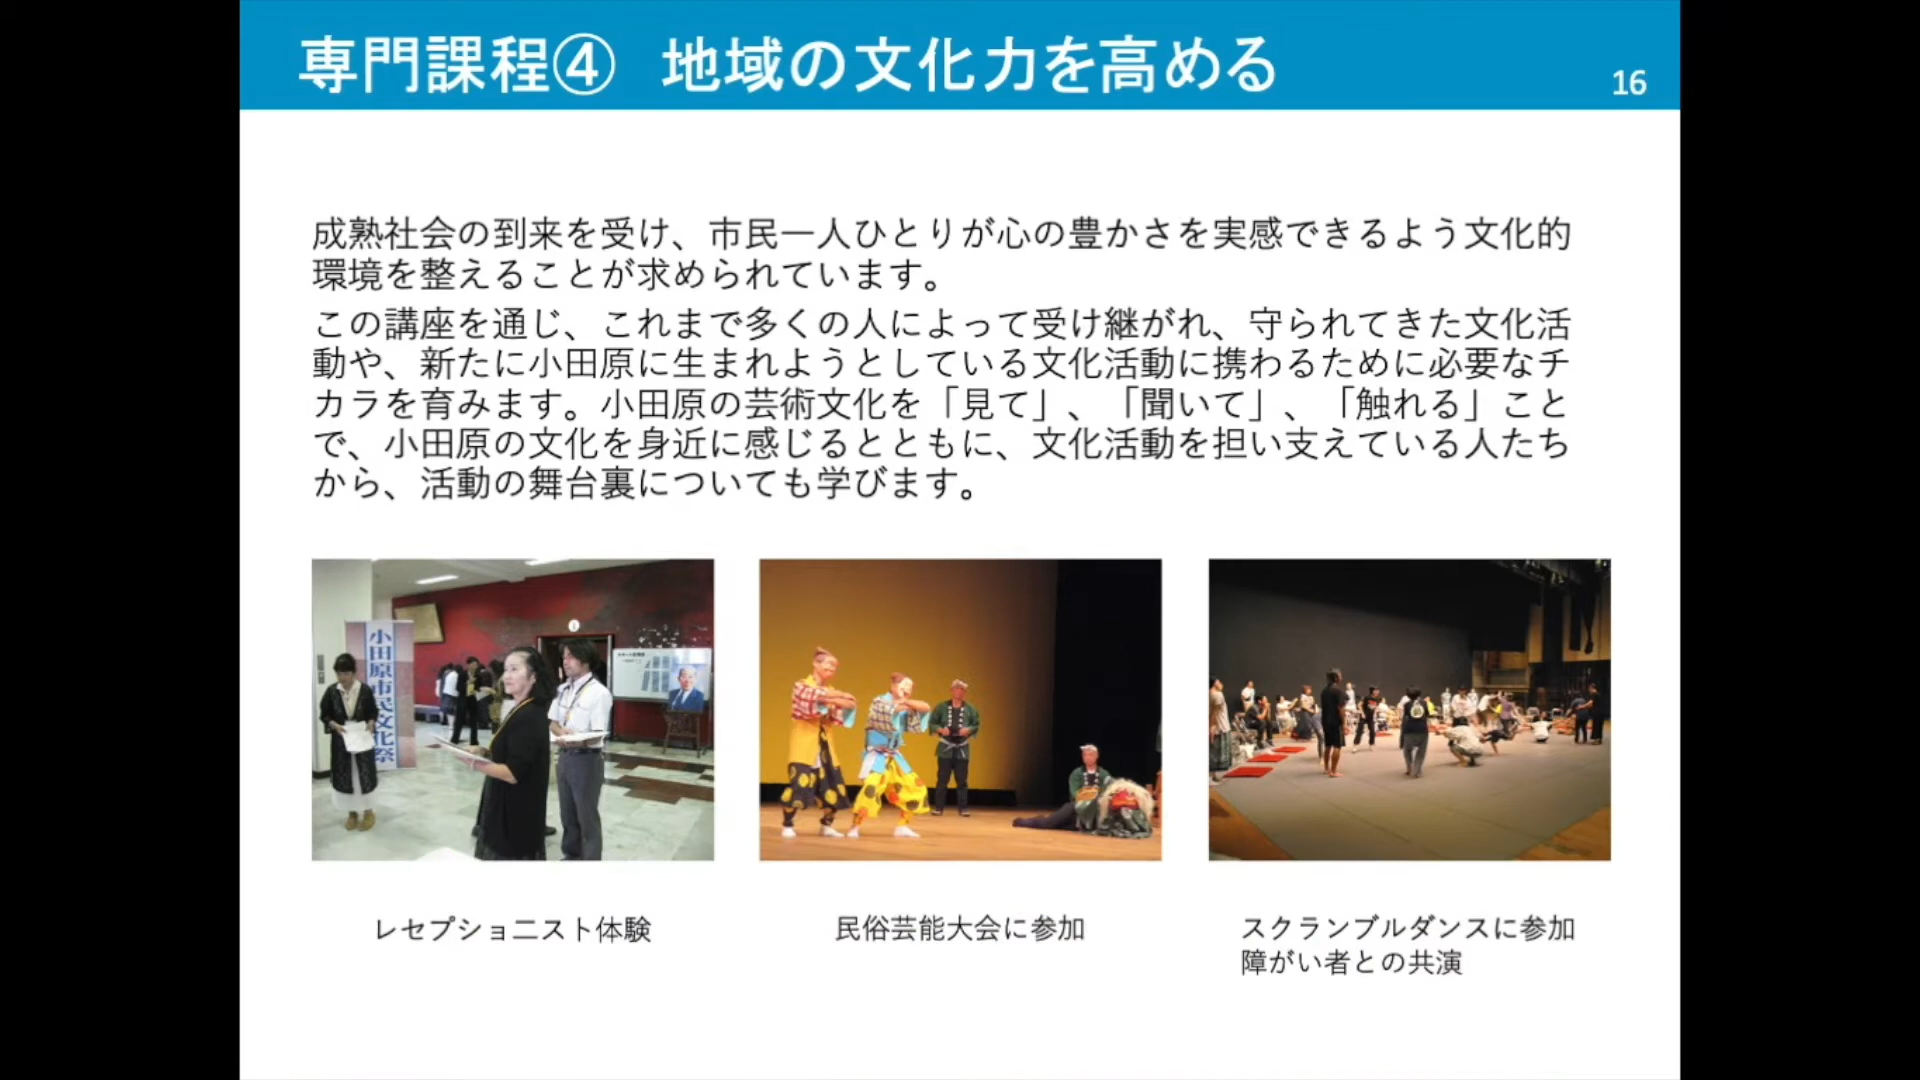 専門課程④　地域の文化力を高める
16
成熟社会の到来を受け、市民一人ひとりが心の豊かさを実感できるよう文化的
環境を整えることが求められています。
この講座を通じ、これまで多くの人によって受け継がれ、守られてきた文化活
動や、新たに小田原に生まれようとしている文化活動に携わるために必要なチ
カラを育みます。小田原の芸術文化を「見て」、「聞いて」、「触れる」こと
で、小田原の文化を身近に感じるとともに、文化活動を担い支えている人たち
から、活動の舞台裏についても学びます。
小田原市民文化祭
レセプショニスト体験
民俗芸能大会に参加
スクランブルダンスに参加
障がい者との共演